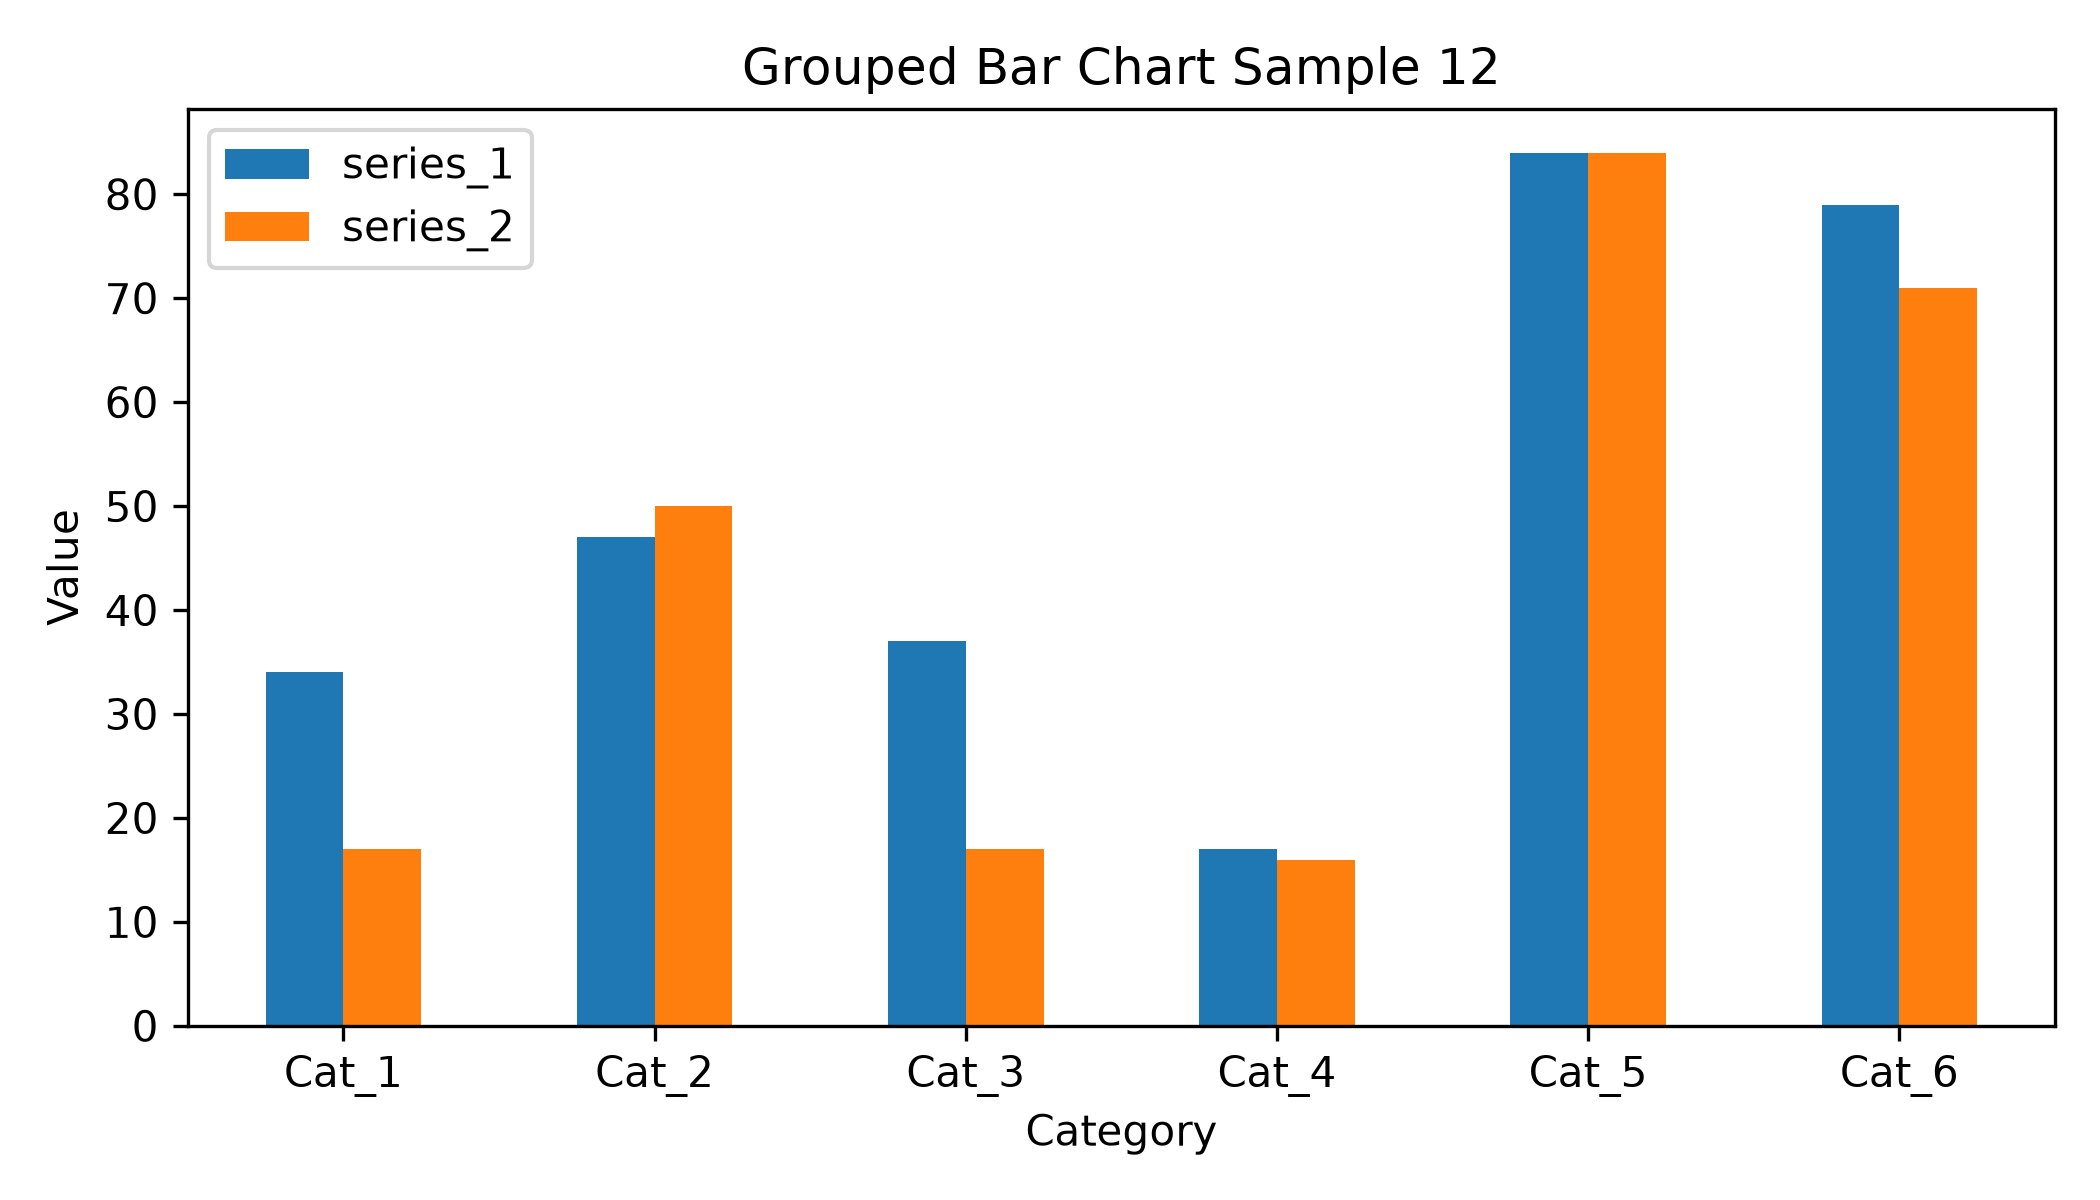 Grouped Bar Chart Sample 12
series_1
series_2
Value
80
70
60
50
40
30
20
10
0
Cat_1 Cat_2 Cat_3 Cat_4 Cat_5 Cat_6
Category